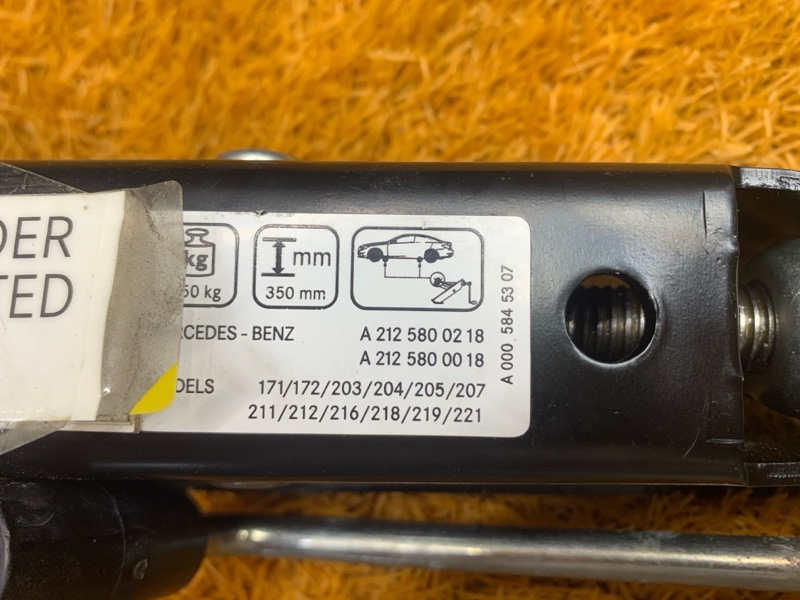 DER
TED
kg
50 kg
mm
350 mm
RCEDES - BENZ
A 212 580 02 18
A 212 580 00 18
DELS
171/172/203/204/205/207
211/212/216/218/219/221
A 000 584 53 07